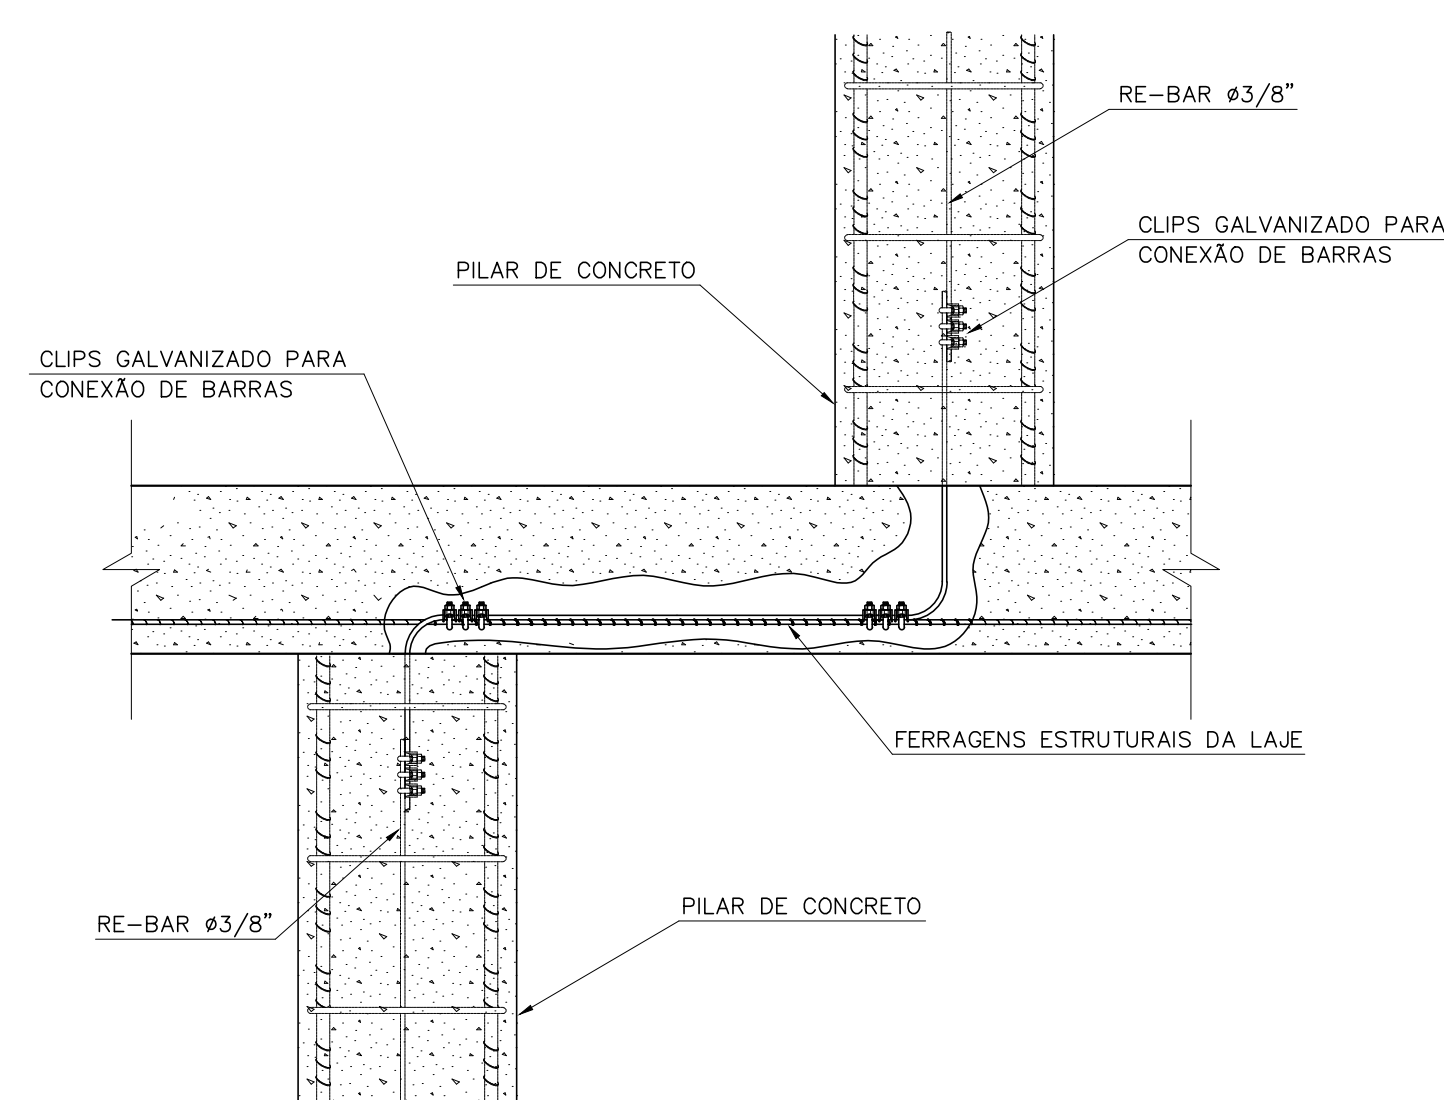 RE-BAR ø3/8"
CLIPS GALVANIZADO PARA
CONEXÃO DE BARRAS
PILAR DE CONCRETO
CLIPS GALVANIZADO PARA
CONEXÃO DE BARRAS
FERRAGENS ESTRUTURAIS DA LAJE
PILAR DE CONCRETO
RE-BAR ø3/8"